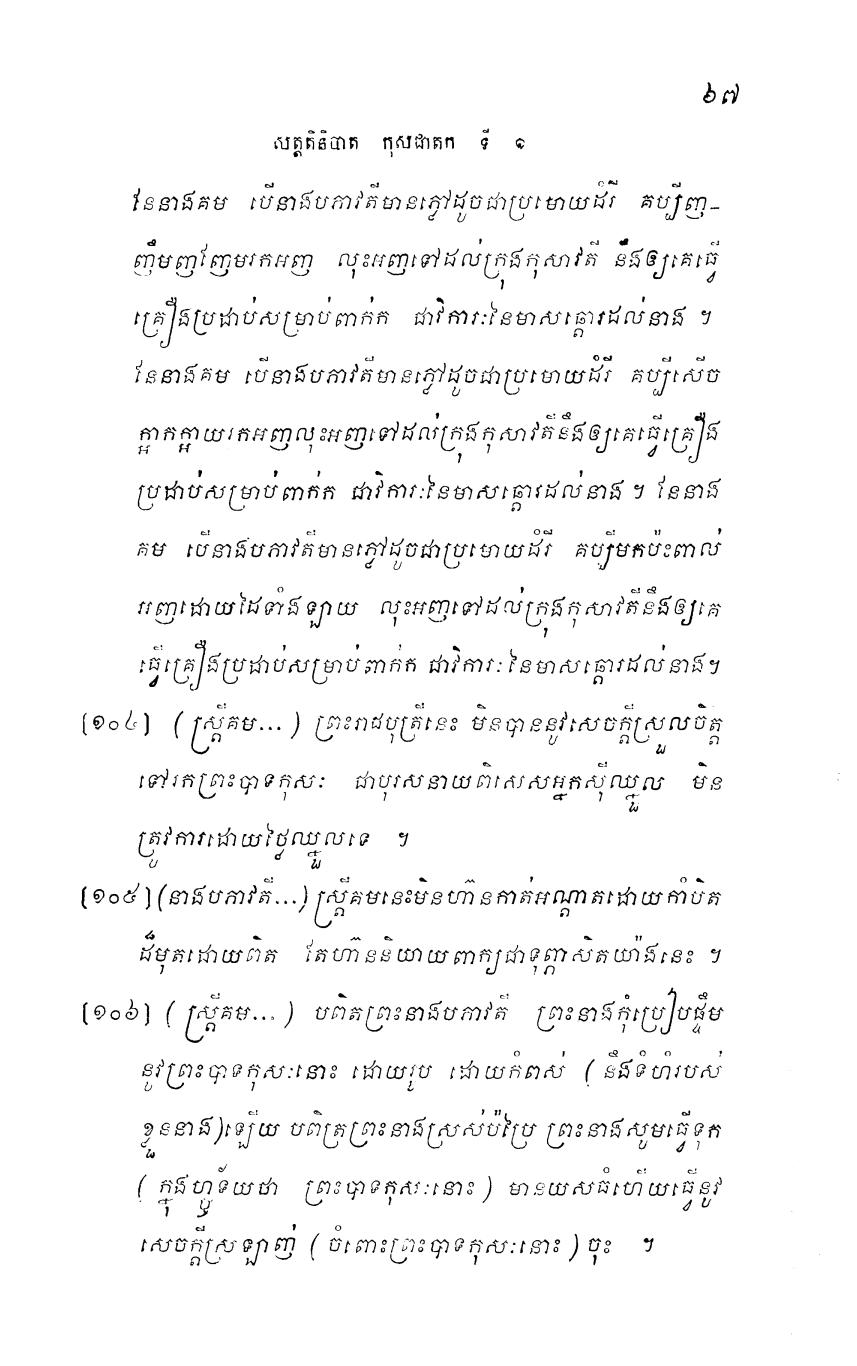 ៦៧
សត្តតិនិបាត កុសជាតក ទី ១
នែនាងគម បើនាងបភាវតីមានភ្លៅដូចជាប្រមោយដំរី គប្បីញ-
ញឹមញញែមរកអញ លុះអញទៅដល់ក្រុងកុសាវតី នឹងឲ្យគេធ្វើ
គ្រឿងប្រដាប់សម្រាប់ពាក់ក ជាវិការៈនៃមាសផ្តោរដល់នាង ។
នែនាងគម បើនាងបភាវតីមានភ្លៅដូចជាប្រមោយដំរី គប្បីសើច
ក្អាកក្អាយរកអញលុះអញទៅដល់ក្រុងកុសាវតីនឹងឲ្យគេធ្វើគ្រឿង
ប្រដាប់សម្រាប់ពាក់ក ជាវិការៈនៃមាសផ្តោរដល់នាង ។ នែនាង
គម បើនាងបភាវតីមានភ្លៅដូចជាប្រមោយដំរី គប្បីមកប៉ះពាល់
អញដោយដៃទាំងឡាយ លុះអញទៅដល់ក្រុងកុសាវតីនឹងឲ្យគេ
ធ្វើគ្រឿងប្រដាប់សម្រាប់ពាក់ក ជាវិការៈនៃមាសផ្តោរដល់នាង។
[១០៤] (ស្ត្រីគម...) ព្រះរាជបុត្រីនេះ មិនបាននូវសេចក្តីស្រួលចិត្ត
ទៅរកព្រះបាទកុសៈ ជាបុរសនាយពិសេសអ្នកស៊ីឈ្នួល មិន
ត្រូវការដោយថ្លៃឈ្នួលទេ ។
[១០៥] (នាងបភាវតី...) ស្ត្រីគមនេះមិនហ៊ានកាត់អណ្តាតដោយកាំបិត
ដ៏មុតដោយពិត តែហ៊ាននិយាយពាក្យជាទុព្ភាសិតយ៉ាងនេះ ។
[១០៦] (ស្ត្រីគម...) បពិតព្រះនាងបភាវតី ព្រះនាងកុំប្រៀបផ្ទឹម
នូវព្រះបាទកុសៈនោះ ដោយរូប ដោយកំពស់ (នឹងទំហំរបស់
ខ្លួននាង)ឡើយ បពិត្រព្រះនាងស្រស់បំប្រៃ ព្រះនាងសូមធ្វើទុក
(ក្នុងហ្ឫទ័យថា ព្រះបាទកុសៈនោះ) មានយសធំហើយធ្វើនូវ
សេចក្តីស្រឡាញ់ (ចំពោះព្រះបាទកុសៈនោះ) ចុះ ។